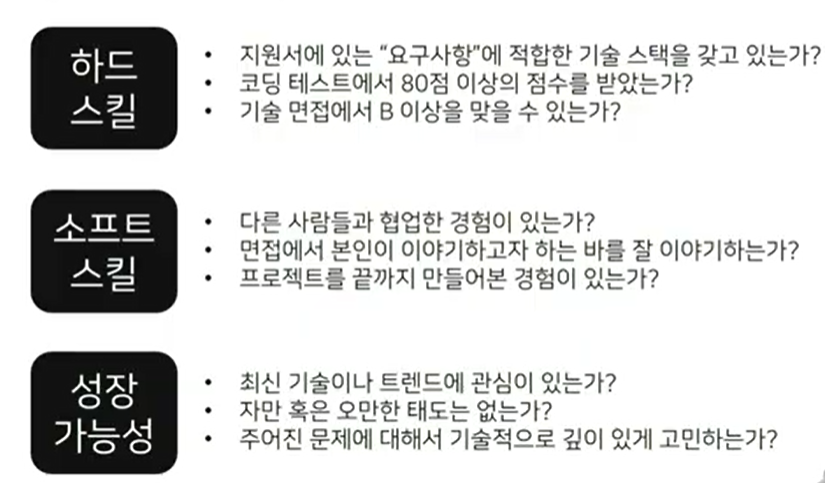 하드
스킬
• 지원서에 있는 “요구사항”에 적합한 기술 스택을 갖고 있는가?
• 코딩 테스트에서 80점 이상의 점수를 받았는가?
• 기술 면접에서 B 이상을 맞을 수 있는가?
소프트
스킬
• 다른 사람들과 협업한 경험이 있는가?
• 면접에서 본인이 이야기하고자 하는 바를 잘 이야기하는가?
• 프로젝트를 끝까지 만들어본 경험이 있는가?
성장
가능성
• 최신 기술이나 트렌드에 관심이 있는가?
• 자만 혹은 오만한 태도는 없는가?
• 주어진 문제에 대해서 기술적으로 깊이 있게 고민하는가?